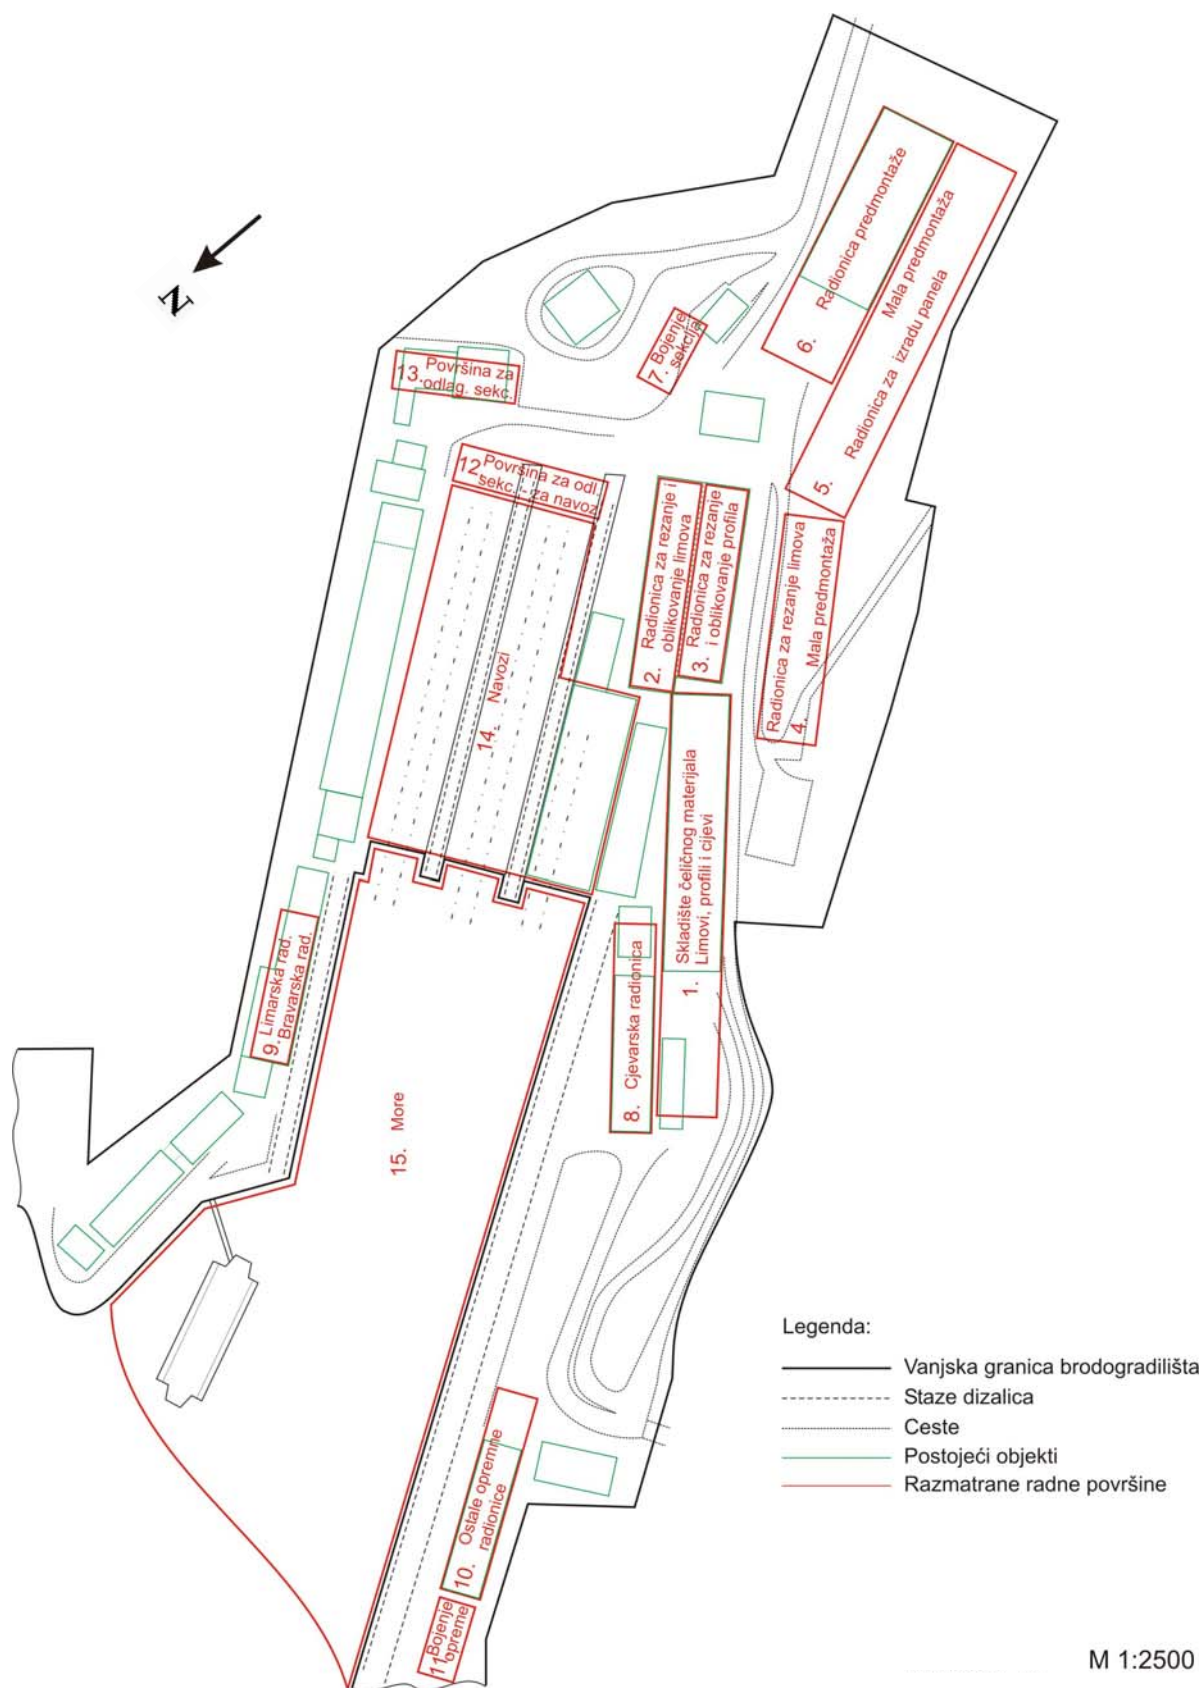 N
6. Radionica predmontaže
Mala predmontaža
5. Radionica za izradu panela
7. Bojenje
sekcija
13. Površina za
odlag. sekc.
12. Površina za odl.
sekc. - za navoz
2. Radionica za rezanje i
oblikovanje limova
3. Radionica za rezanje
i oblikovanje profila
Radionica za rezanje limova
4. Mala predmontaža
14. Navozi
Skladište čeličnog materijala
1. Limovi, profili i cijevi
9. Limarska rad.
Bravarska rad.
8. Cjevarska radionica
15. More
10. Ostale opremne
radionice
11. Bojenje
opreme
Legenda:
Vanjska granica brodogradilišta
Staze dizalica
Ceste
Postojeći objekti
Razmatrane radne površine
M 1:2500